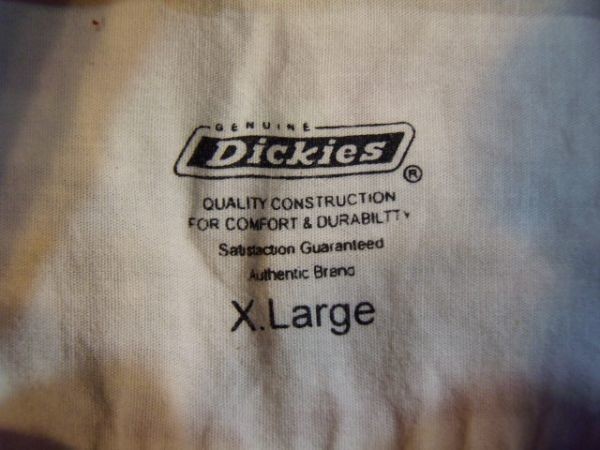 GENUINE
Dickies
®
QUALITY CONSTRUCTION
FOR COMFORT & DURABILTTY
Satisfaction Guaranteed
Authentic Brand
X.Large